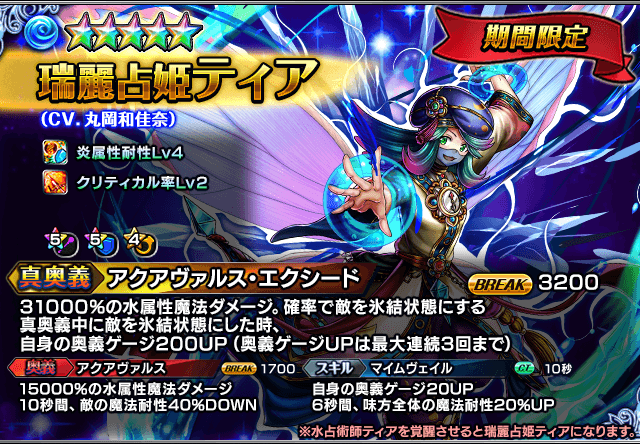 期間限定
瑞麗占姫ティア
(CV.丸岡和佳奈)
炎属性耐性Lv4
クリティカル率Lv2
5 5 4
真奥義 アクアヴァルス・エクシード BREAK 3200
31000%の水属性魔法ダメージ。確率で敵を氷結状態にする
真奥義中に敵を氷結状態にした時、
自身の奥義ゲージ200UP(奥義ゲージUPは最大連続3回まで)
奥義 アクアヴァルス BREAK 1700
15000%の水属性魔法ダメージ
10秒間、敵の魔法耐性40%DOWN
スキル マイムヴェイル C.T. 10秒
自身の奥義ゲージ20UP
6秒間、味方全体の魔法耐性20%UP
※水占術師ティアを覚醒させると瑞麗占姫ティアになります。